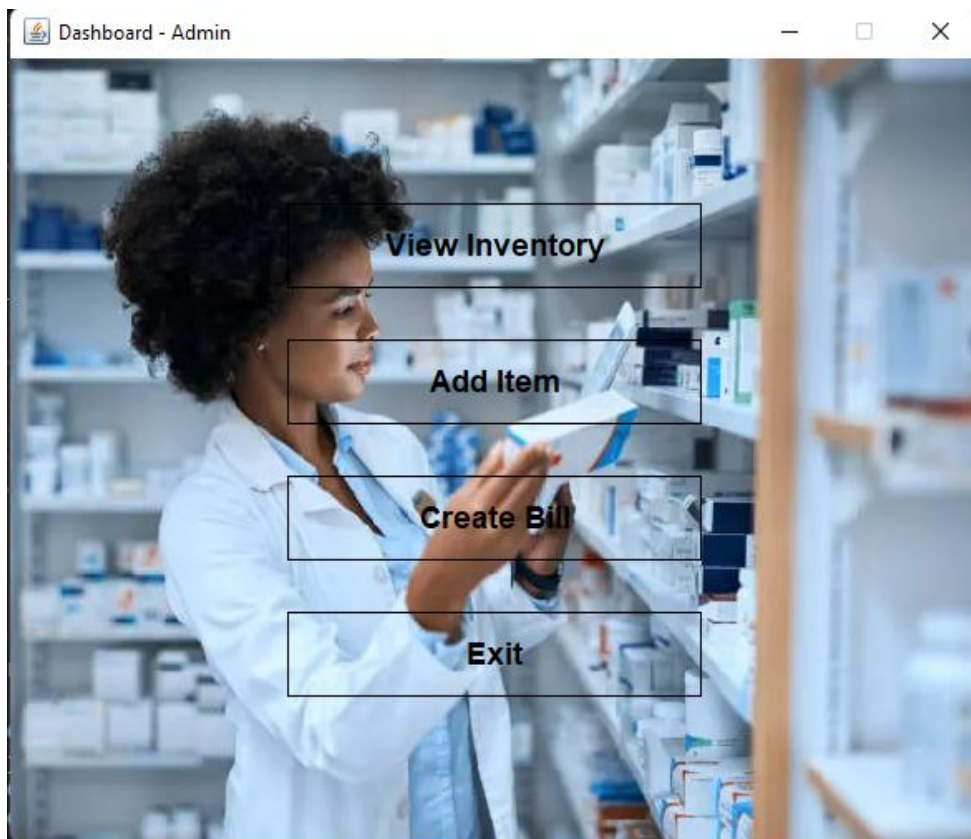 Dashboard - Admin
View Inventory
Add Item
Create Bill
Exit